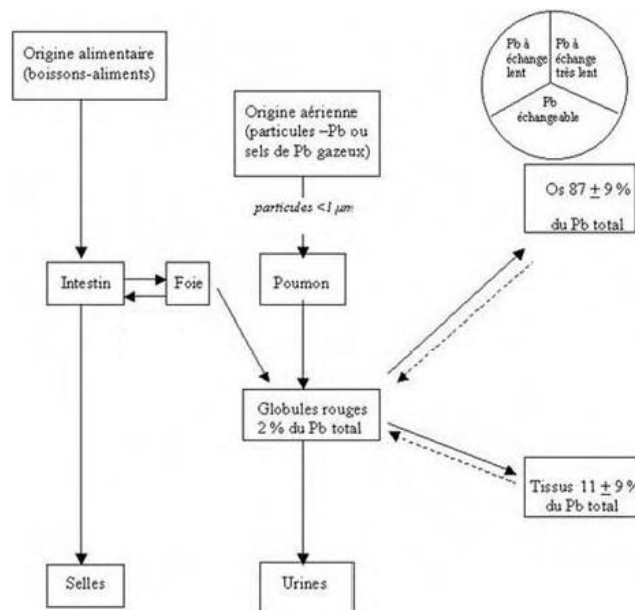 Origine alimentaire
(boissons-aliments)
Origine aérienne
(particules –Pb ou
sels de Pb gazeux)
particules <1 µm
Pb à
échange
lent
Pb à
échange
très lent
Pb
échangeable
Os 87 ± 9 %
du Pb total
Intestin
Foie
Poumon
Globules rouges
2 % du Pb total
Tissus 11 ± 9 %
du Pb total
Selles
Urines